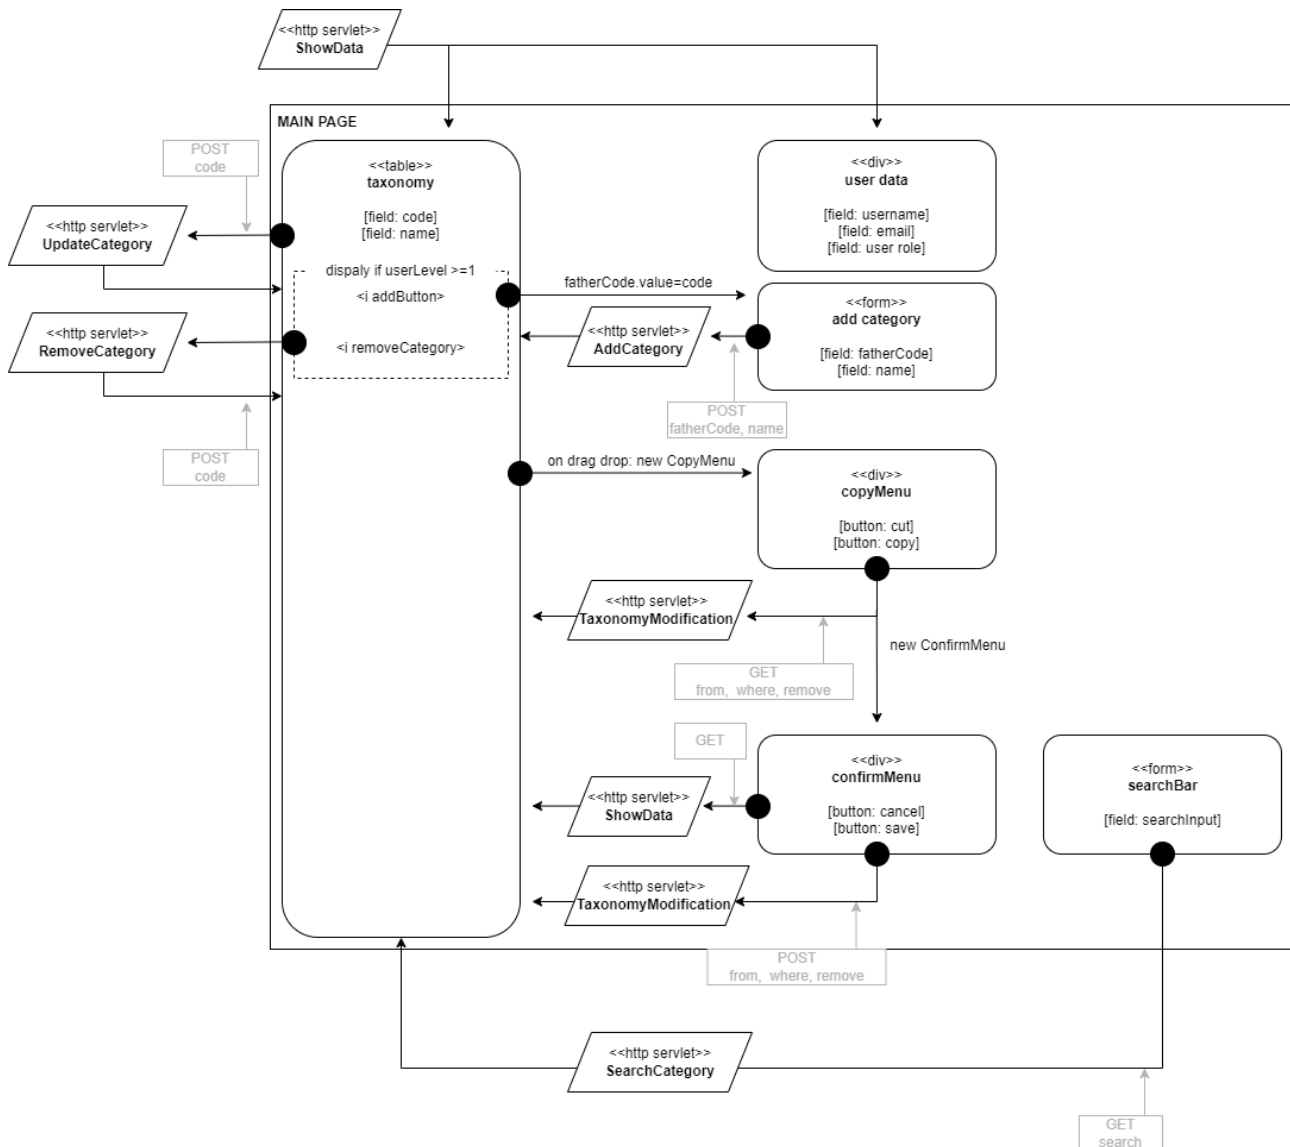 <<http servlet>>
ShowData
MAIN PAGE
POST
code
<<table>>
taxonomy
[field: code]
[field: name]
<<div>>
user data
[field: username]
[field: email]
[field: user role]
<<http servlet>>
UpdateCategory
dispaly if userLevel >=1
<i addButton>
<i removeCategory>
fatherCode.value=code
<<http servlet>>
AddCategory
<<form>>
add category
[field: fatherCode]
[field: name]
<<http servlet>>
RemoveCategory
POST
fatherCode, name
POST
code
on drag drop: new CopyMenu
<<div>>
copyMenu
[button: cut]
[button: copy]
<<http servlet>>
TaxonomyModification
new ConfirmMenu
GET
from, where, remove
GET
<<div>>
confirmMenu
[button: cancel]
[button: save]
<<form>>
searchBar
[field: searchInput]
<<http servlet>>
ShowData
<<http servlet>>
TaxonomyModification
POST
from, where, remove
<<http servlet>>
SearchCategory
GET
search